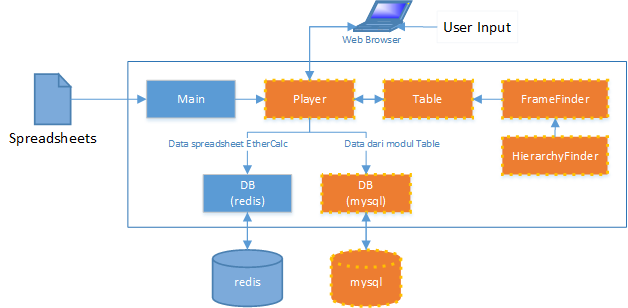 User Input
Web Browser
Spreadsheets
Main
Player
Table
FrameFinder
HierarchyFinder
Data spreadsheet EtherCalc
Data dari modul Table
DB
(redis)
DB
(mysql)
redis
mysql